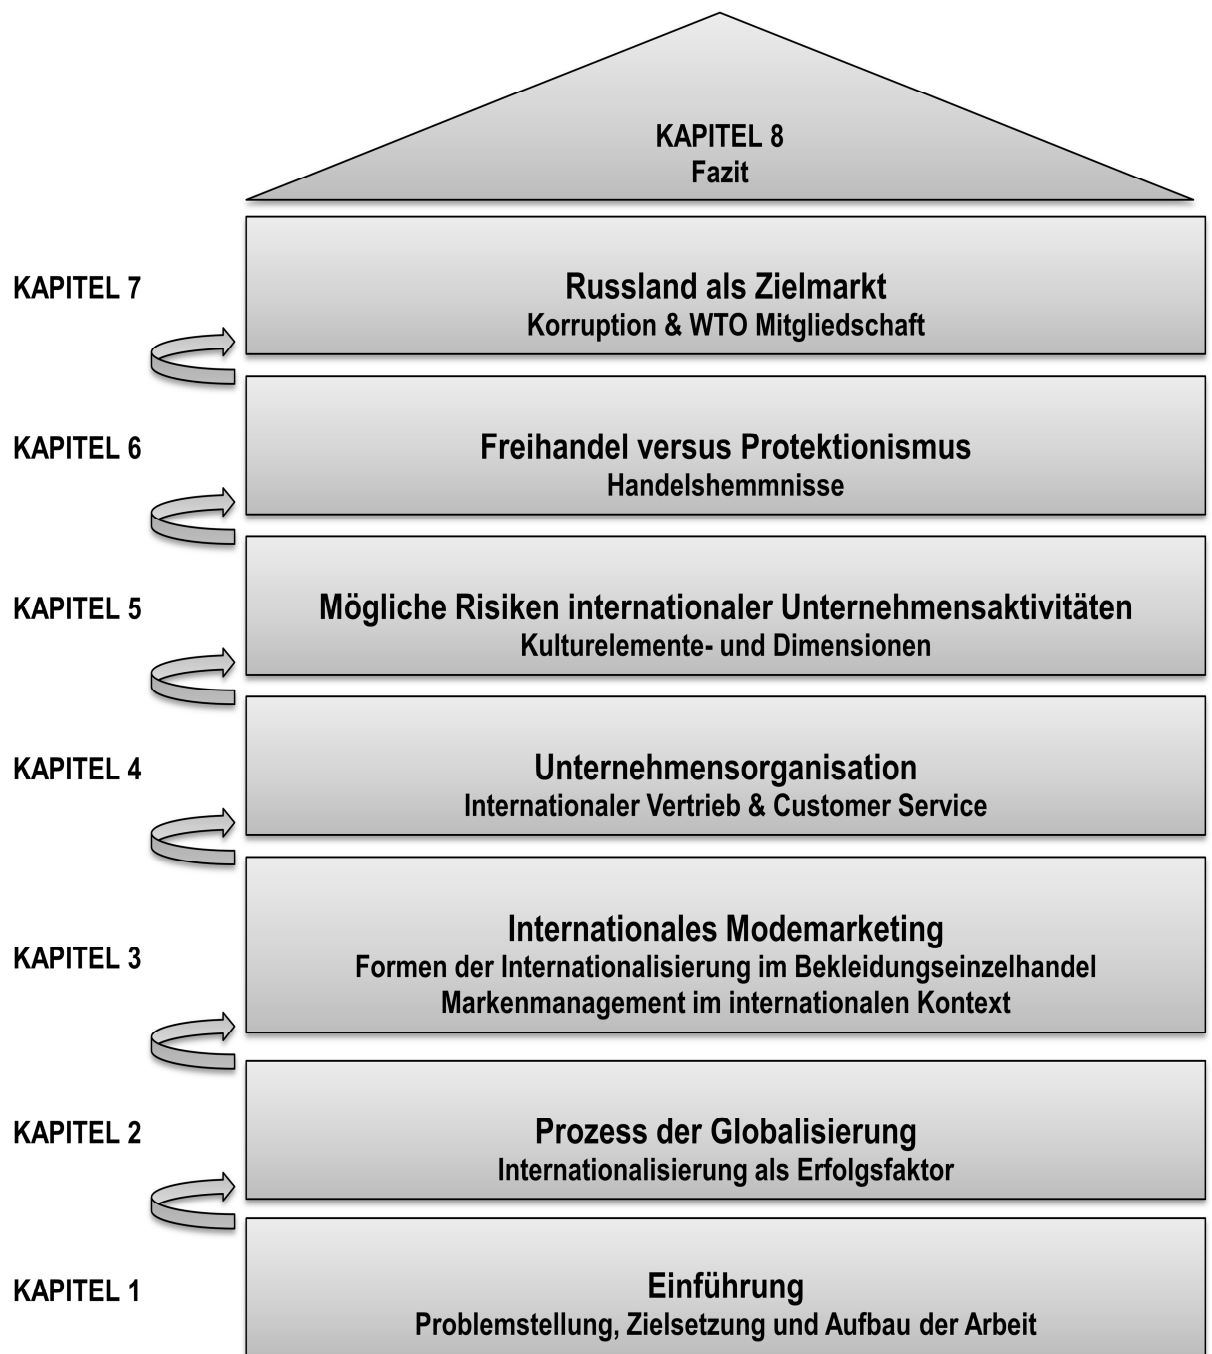 KAPITEL 8
Fazit
KAPITEL 7
Russland als Zielmarkt
Korruption & WTO Mitgliedschaft
KAPITEL 6
Freihandel versus Protektionismus
Handelshemmnisse
KAPITEL 5
Mögliche Risiken internationaler Unternehmensaktivitäten
Kulturelemente- und Dimensionen
KAPITEL 4
Unternehmensorganisation
Internationaler Vertrieb & Customer Service
KAPITEL 3
Internationales Modemarketing
Formen der Internationalisierung im Bekleidungseinzelhandel
Markenmanagement im internationalen Kontext
KAPITEL 2
Prozess der Globalisierung
Internationalisierung als Erfolgsfaktor
KAPITEL 1
Einführung
Problemstellung, Zielsetzung und Aufbau der Arbeit